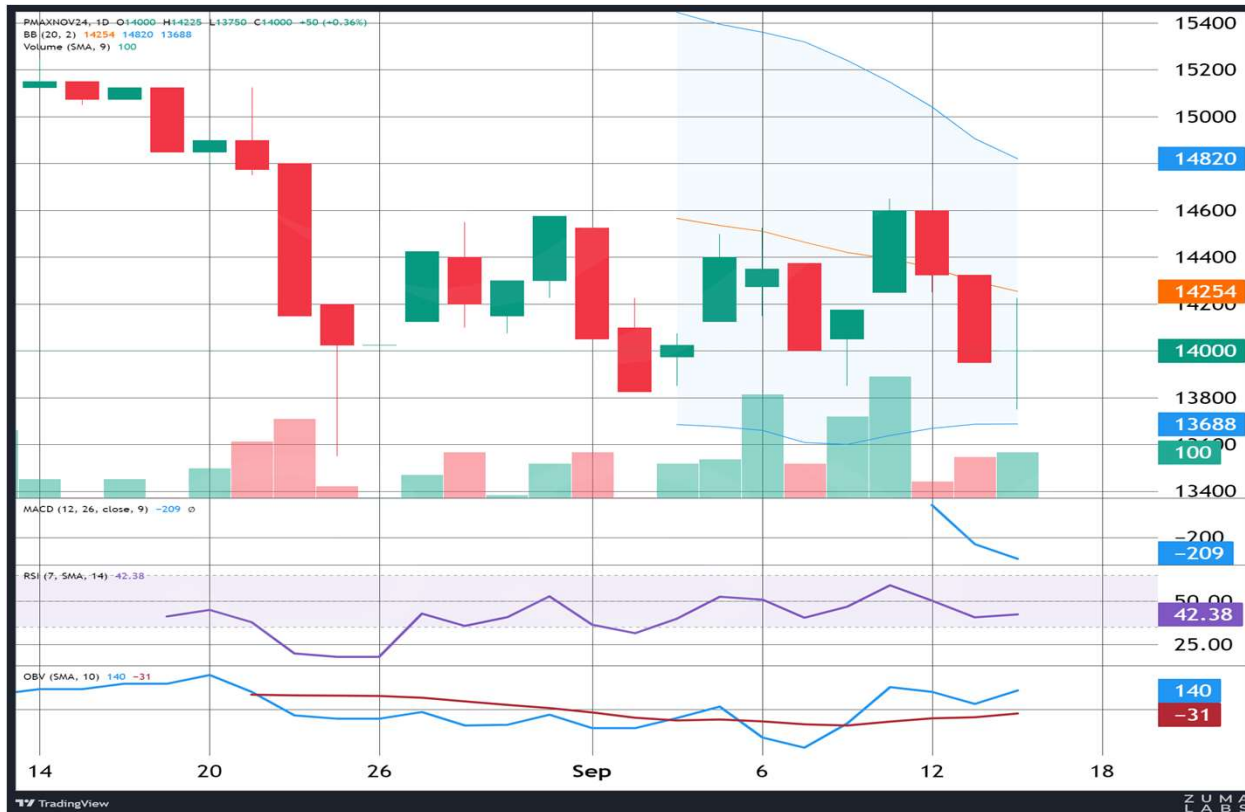 PMAXNOV24, 1D O14000 H14225 L13750 C14000 +50 (+0.36%)
BB (20, 2) 14254 14820 13688
Volume (SMA, 9) 100
15400
15200
15000
14820
14600
14400
14254
14200
14000
13800
13688
13600
100
13400
MACD (12, 26, close, 9) −209 ∅
−200
−209
RSI (7, SMA, 14) 42.38
50.00
42.38
25.00
OBV (SMA, 10) 140 −31
140
−31
14 20 26 Sep 6 12 18
TradingView
ZUMA
LABS